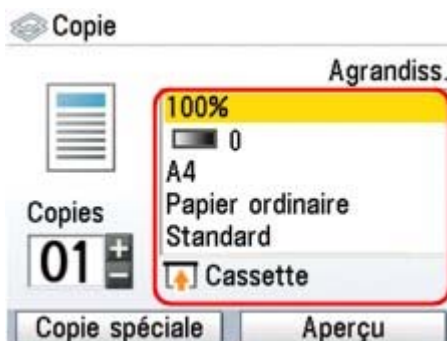 Copie
Agrandiss.
100%
0
A4
Papier ordinaire
Standard
Cassette
Copies
01 + -
Copie spéciale
Aperçu